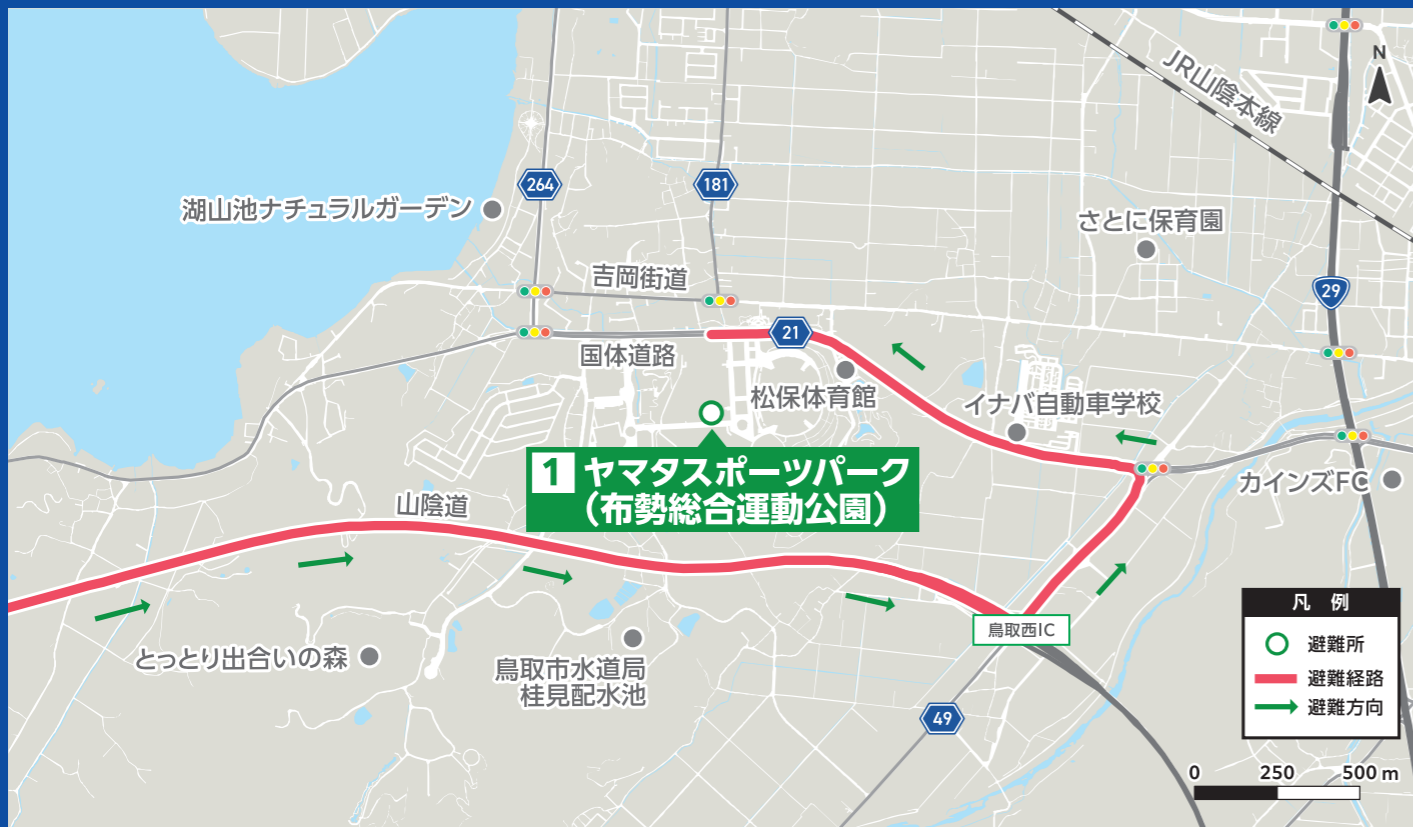 JR山陰本線
N
264
181
湖山池ナチュラルガーデン
さとに保育園
吉岡街道
29
21
国体道路
松保体育館
イナバ自動車学校
1 ヤマタスポーツパーク
(布勢総合運動公園)
カインズFC
山陰道
鳥取西IC
とっとり出合いの森
鳥取市水道局
桂見配水池
49
凡 例
避難所
避難経路
避難方向
0 250 500 m